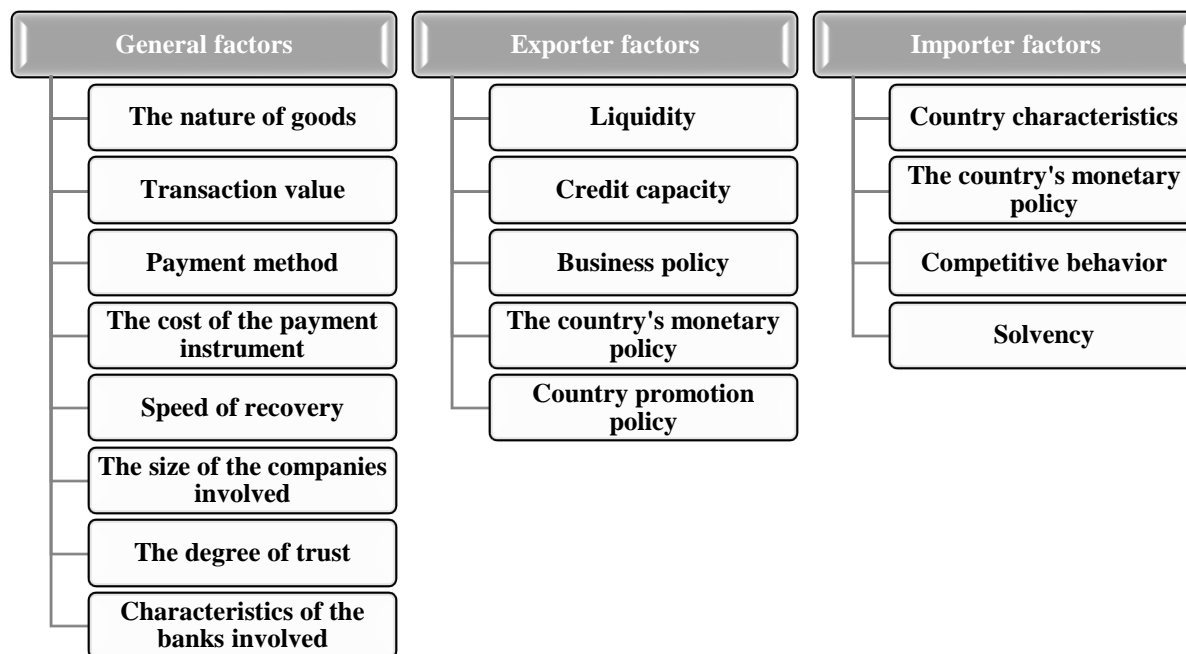 General factors
The nature of goods
Transaction value
Payment method
The cost of the payment
instrument
Speed of recovery
The size of the companies
involved
The degree of trust
Characteristics of the
banks involved
Exporter factors
Liquidity
Credit capacity
Business policy
The country's monetary
policy
Country promotion
policy
Importer factors
Country characteristics
The country's monetary
policy
Competitive behavior
Solvency